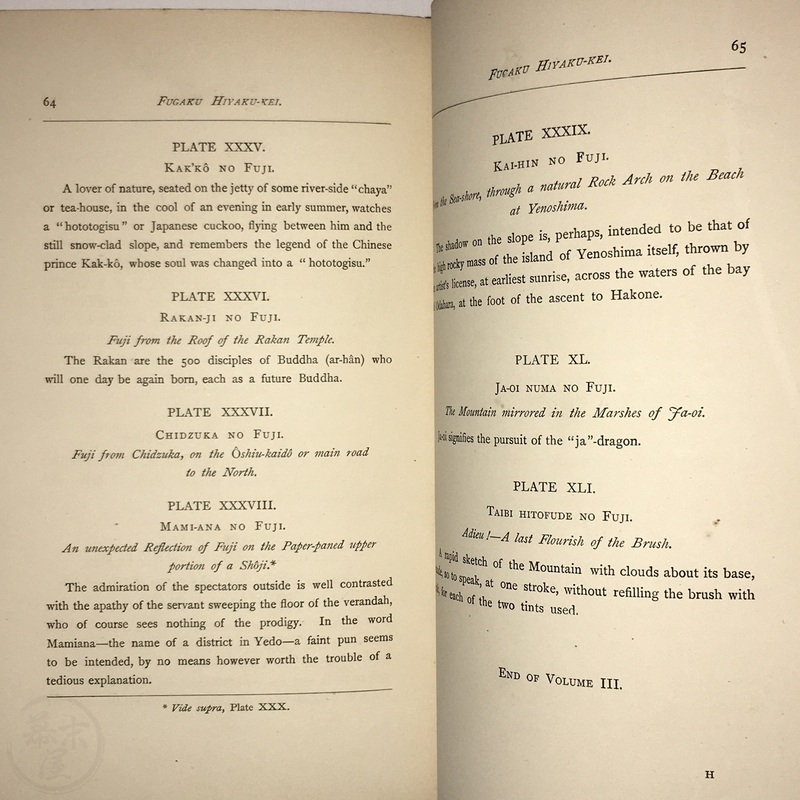 64
FUGAKU HIYAKU-KEI.
PLATE XXXV.
KAK'KÔ NO FUJI.
A lover of nature, seated on the jetty of some river-side "chaya"
or tea-house, in the cool of an evening in early summer, watches
a "hototogisu" or Japanese cuckoo, flying between him and the
still snow-clad slope, and remembers the legend of the Chinese
prince Kak-kô, whose soul was changed into a "hototogisu."
PLATE XXXVI.
RAKAN-JI NO FUJI.
Fuji from the Roof of the Rakan Temple.
The Rakan are the 500 disciples of Buddha (ar-hân) who
will one day be again born, each as a future Buddha.
PLATE XXXVII.
CHIDZUKA NO FUJI.
Fuji from Chidzuka, on the Ôshiu-kaidô or main road
to the North.
PLATE XXXVIII.
MAMI-ANA NO FUJI.
An unexpected Reflection of Fuji on the Paper-paned upper
portion of a Shôji.*
The admiration of the spectators outside is well contrasted
with the apathy of the servant sweeping the floor of the verandah,
who of course sees nothing of the prodigy. In the word
Mamiana—the name of a district in Yedo—a faint pun seems
to be intended, by no means however worth the trouble of a
tedious explanation.
* Vide supra, Plate XXX.
65
FUGAKU HIYAKU-KEI.
PLATE XXXIX.
KAI-HIN NO FUJI.
the Sea-shore, through a natural Rock Arch on the Beach
at Yenoshima.
The shadow on the slope is, perhaps, intended to be that of
high rocky mass of the island of Yenoshima itself, thrown by
artist's license, at earliest sunrise, across the waters of the bay
Odahara, at the foot of the ascent to Hakone.
PLATE XL.
JA-OI NUMA NO FUJI.
The Mountain mirrored in the Marshes of Ja-oi.
Ja-oi signifies the pursuit of the "ja"-dragon.
PLATE XLI.
TAIBI HITOFUDE NO FUJI.
Adieu!—A last Flourish of the Brush.
A rapid sketch of the Mountain with clouds about its base,
so to speak, at one stroke, without refilling the brush with
for each of the two tints used.
END OF VOLUME III.
H